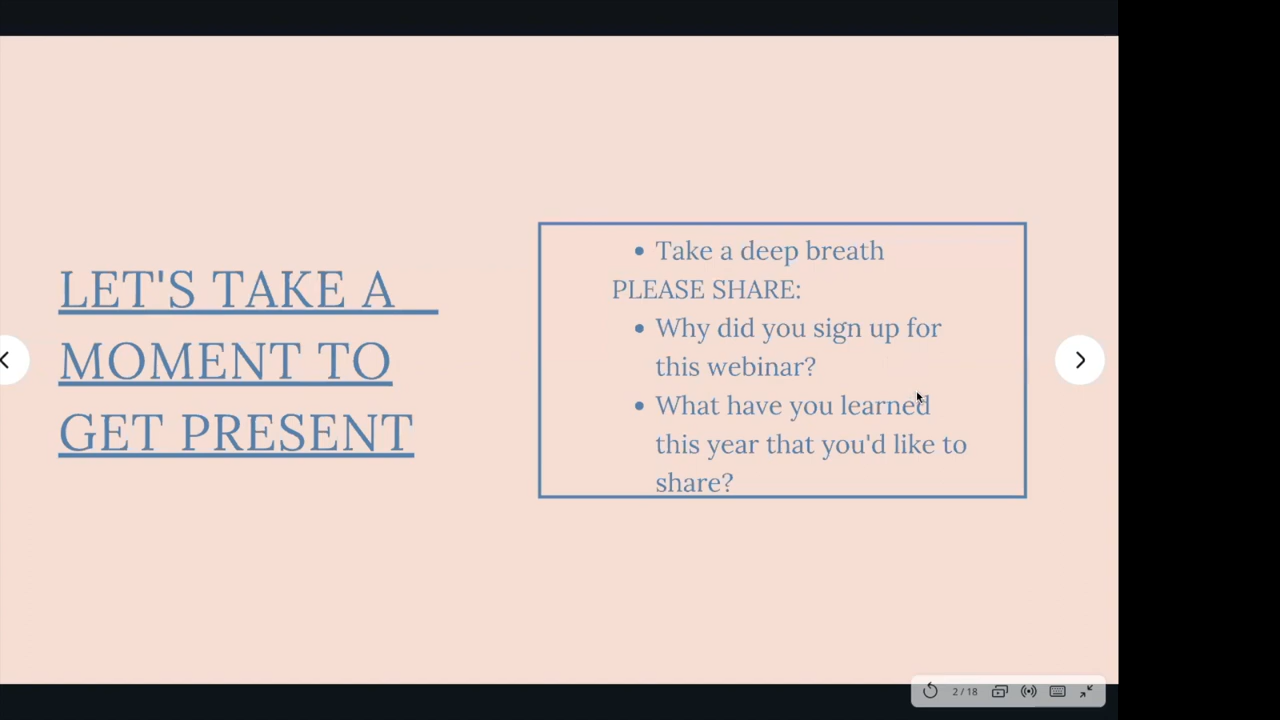 LET'S TAKE A
MOMENT TO
GET PRESENT
• Take a deep breath
PLEASE SHARE:
• Why did you sign up for
this webinar?
• What have you learned
this year that you'd like to
share?
2 / 18